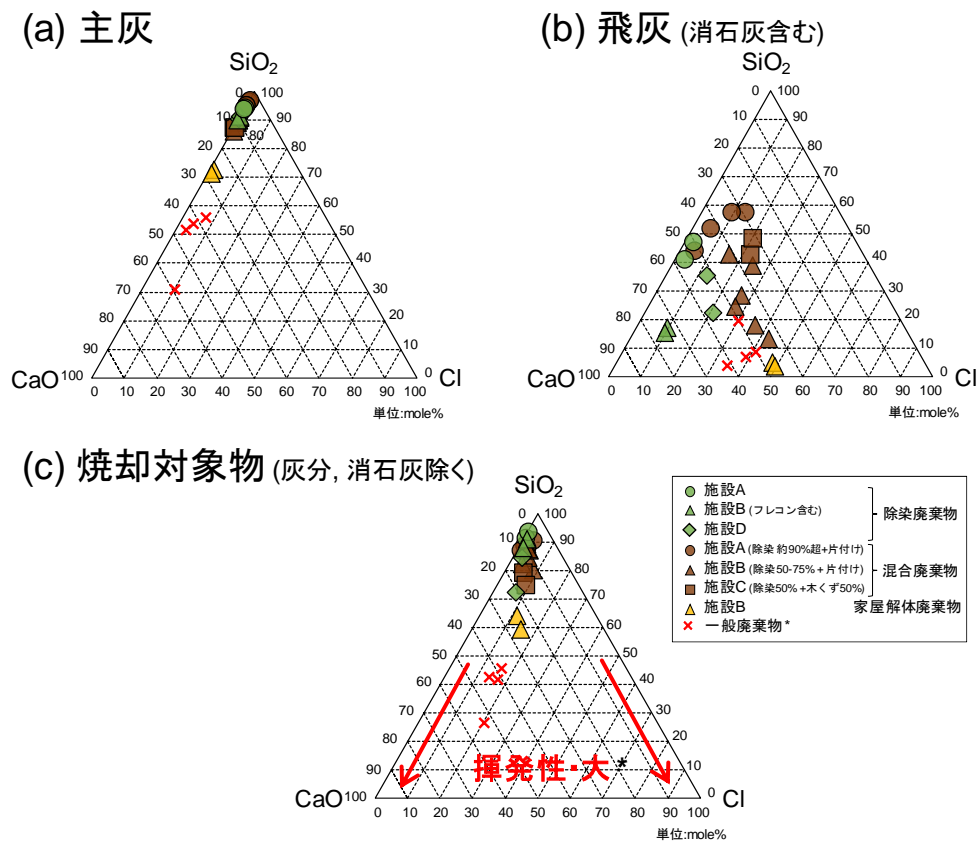 (a) 主灰
SiO2
0 100
10 90
20 80
30 70
40 60
50 50
60 40
70 30
80 20
90 10
CaO 100 0 Cl
0 10 20 30 40 50 60 70 80 90 100
単位:mole%
(b) 飛灰 (消石灰含む)
SiO2
0 100
10 90
20 80
30 70
40 60
50 50
60 40
70 30
80 20
90 10
CaO 100 0 Cl
0 10 20 30 40 50 60 70 80 90 100
単位:mole%
(c) 焼却対象物 (灰分, 消石灰除く)
SiO2
0 100
10 90
20 80
30 70
40 60
50 50
60 40
70 30
80 20
90 10
揮発性・大*
CaO 100 0 Cl
0 10 20 30 40 50 60 70 80 90 100
単位:mole%
施設A
施設B (フレコン含む)
施設D
除染廃棄物
施設A (除染 約90%超+片付け)
施設B (除染50-75%+片付け)
施設C (除染50%+木くず50%)
混合廃棄物
施設B 家屋解体廃棄物
一般廃棄物*